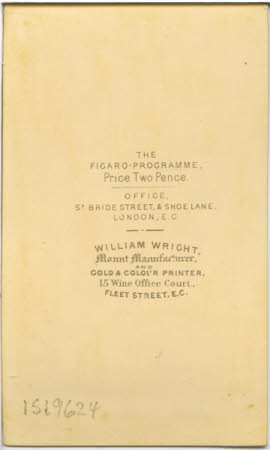 THE
FIGARO-PROGRAMME,
Price Two Pence.
OFFICE,
ST BRIDE STREET, & SHOE LANE,
LONDON, E.C
WILLIAM WRIGHT,
Mount Manufacturer,
AND
GOLD & COLOUR PRINTER,
15 Wine Office Court,
FLEET STREET, E.C.
1519624